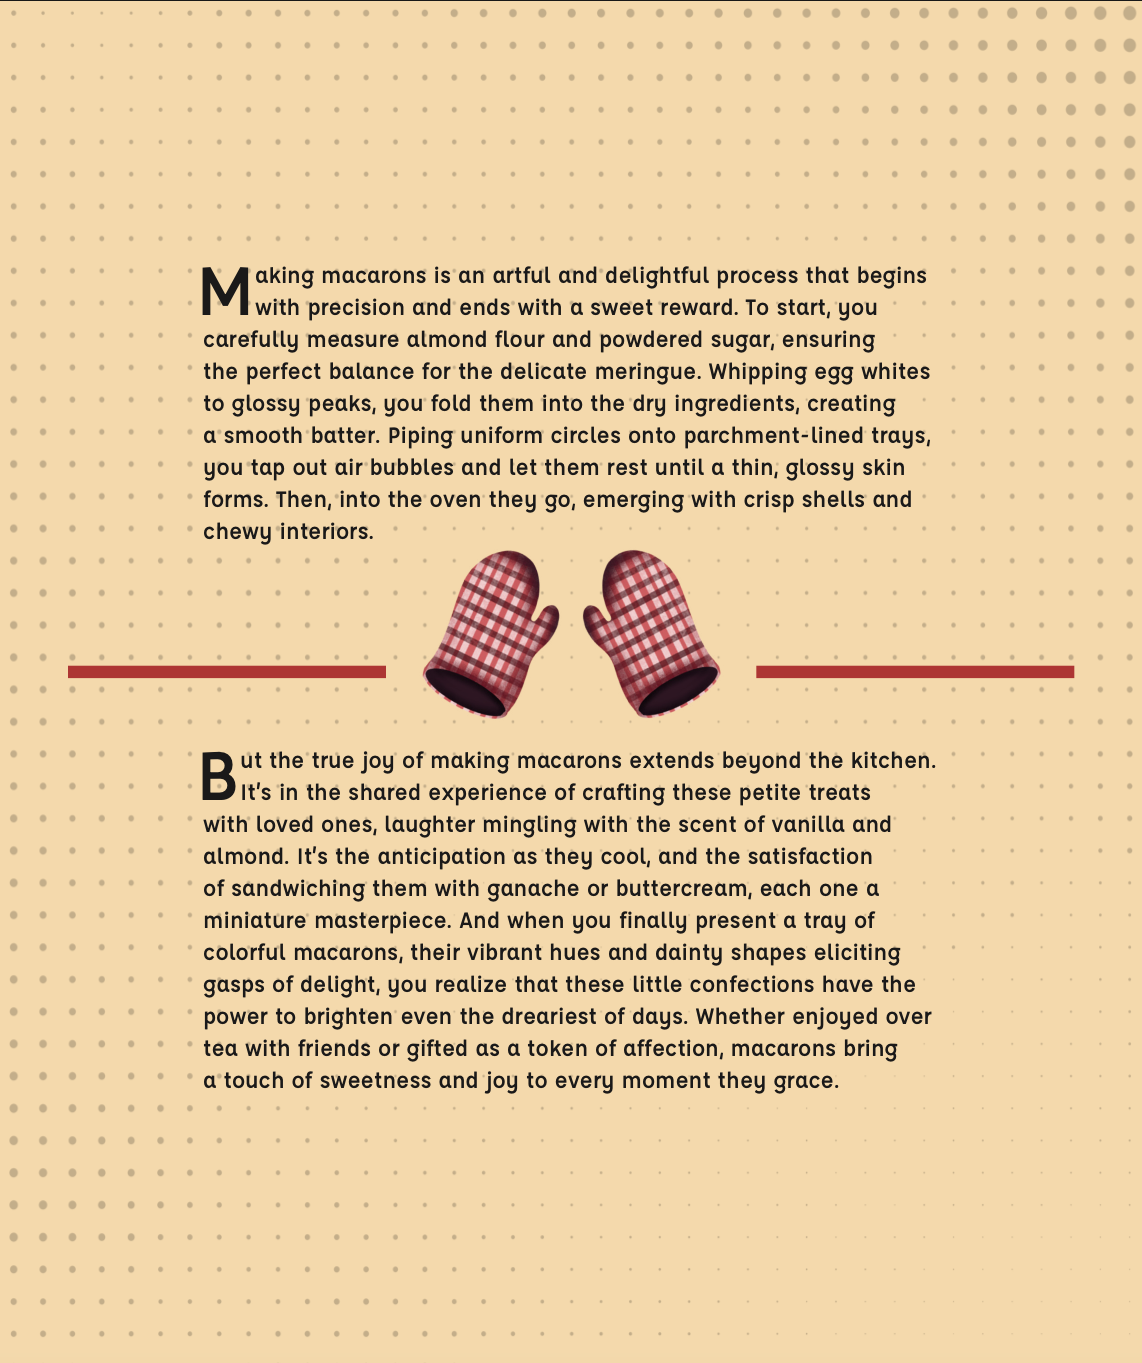 Making macarons is an artful and delightful process that begins
with precision and ends with a sweet reward. To start, you
carefully measure almond flour and powdered sugar, ensuring
the perfect balance for the delicate meringue. Whipping egg whites
to glossy peaks, you fold them into the dry ingredients, creating
a smooth batter. Piping uniform circles onto parchment-lined trays,
you tap out air bubbles and let them rest until a thin, glossy skin
forms. Then, into the oven they go, emerging with crisp shells and
chewy interiors.
But the true joy of making macarons extends beyond the kitchen.
It's in the shared experience of crafting these petite treats
with loved ones, laughter mingling with the scent of vanilla and
almond. It's the anticipation as they cool, and the satisfaction
of sandwiching them with ganache or buttercream, each one a
miniature masterpiece. And when you finally present a tray of
colorful macarons, their vibrant hues and dainty shapes eliciting
gasps of delight, you realize that these little confections have the
power to brighten even the dreariest of days. Whether enjoyed over
tea with friends or gifted as a token of affection, macarons bring
a touch of sweetness and joy to every moment they grace.